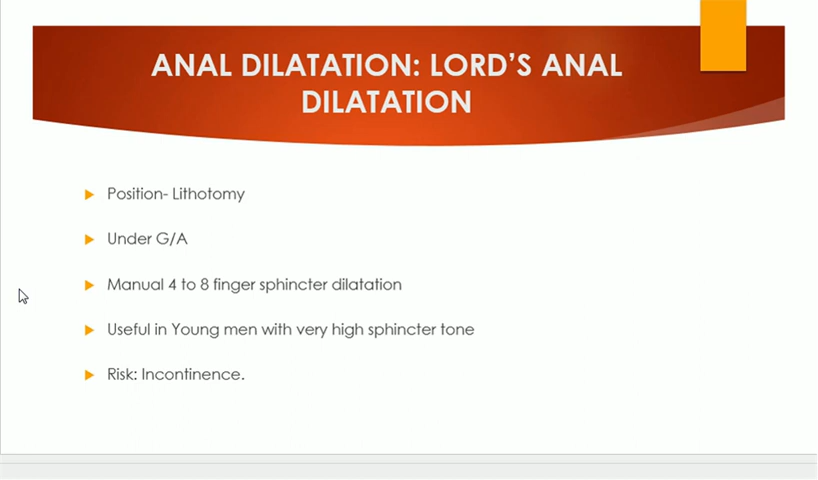 ANAL DILATATION: LORD'S ANAL
DILATATION
Position- Lithotomy
Under G/A
Manual 4 to 8 finger sphincter dilatation
Useful in Young men with very high sphincter tone
Risk: Incontinence.